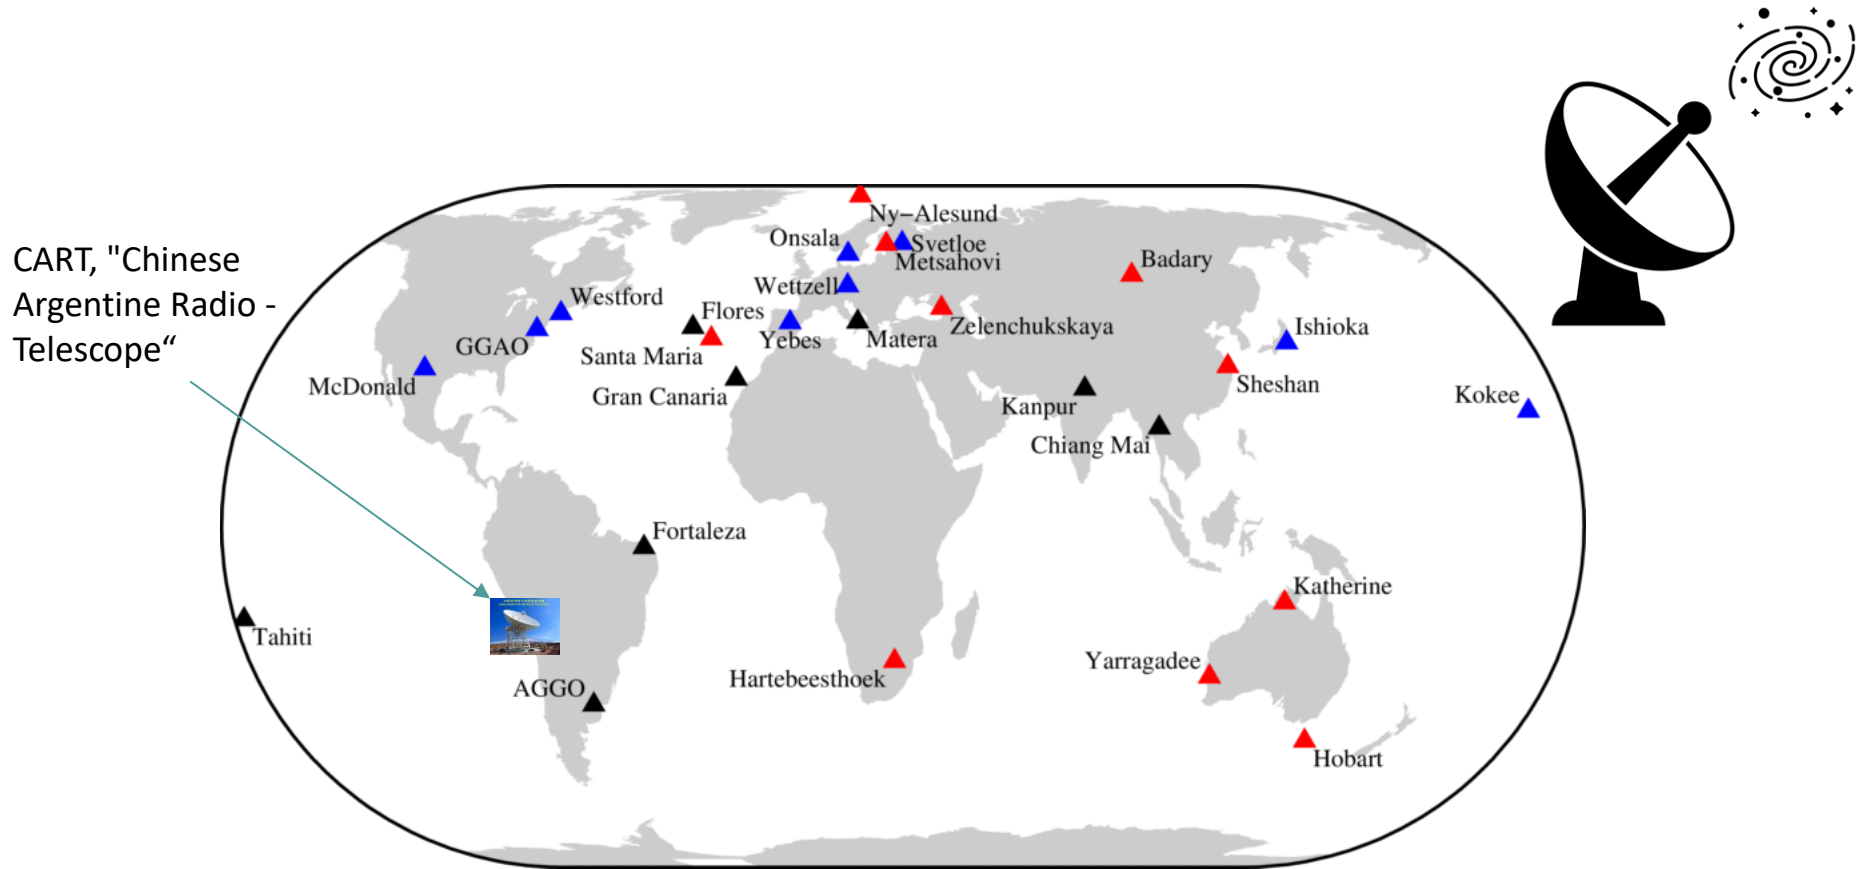 CART, "Chinese
Argentine Radio -
Telescope“
Ny−Alesund
Onsala
Svetloe
Metsahovi
Badary
Wettzell
Westford
Flores
Zelenchukskaya
Ishioka
GGAO
Santa Maria
Yebes
Matera
McDonald
Gran Canaria
Sheshan
Kanpur
Kokee
Chiang Mai
Fortaleza
Katherine
Tahiti
Hartebeesthoek
Yarragadee
AGGO
Hobart